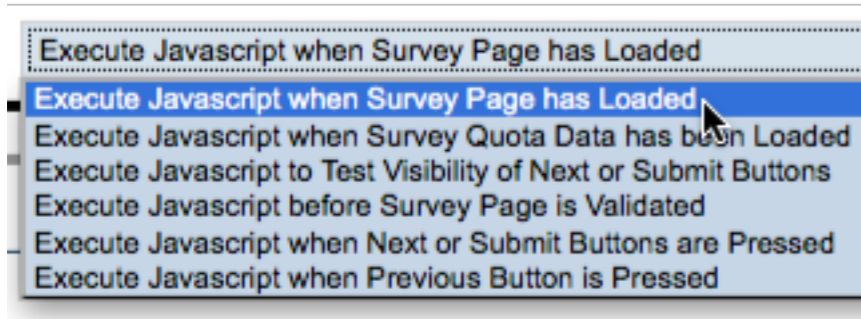 Execute Javascript when Survey Page has Loaded
Execute Javascript when Survey Page has Loaded
Execute Javascript when Survey Quota Data has been Loaded
Execute Javascript to Test Visibility of Next or Submit Buttons
Execute Javascript before Survey Page is Validated
Execute Javascript when Next or Submit Buttons are Pressed
Execute Javascript when Previous Button is Pressed